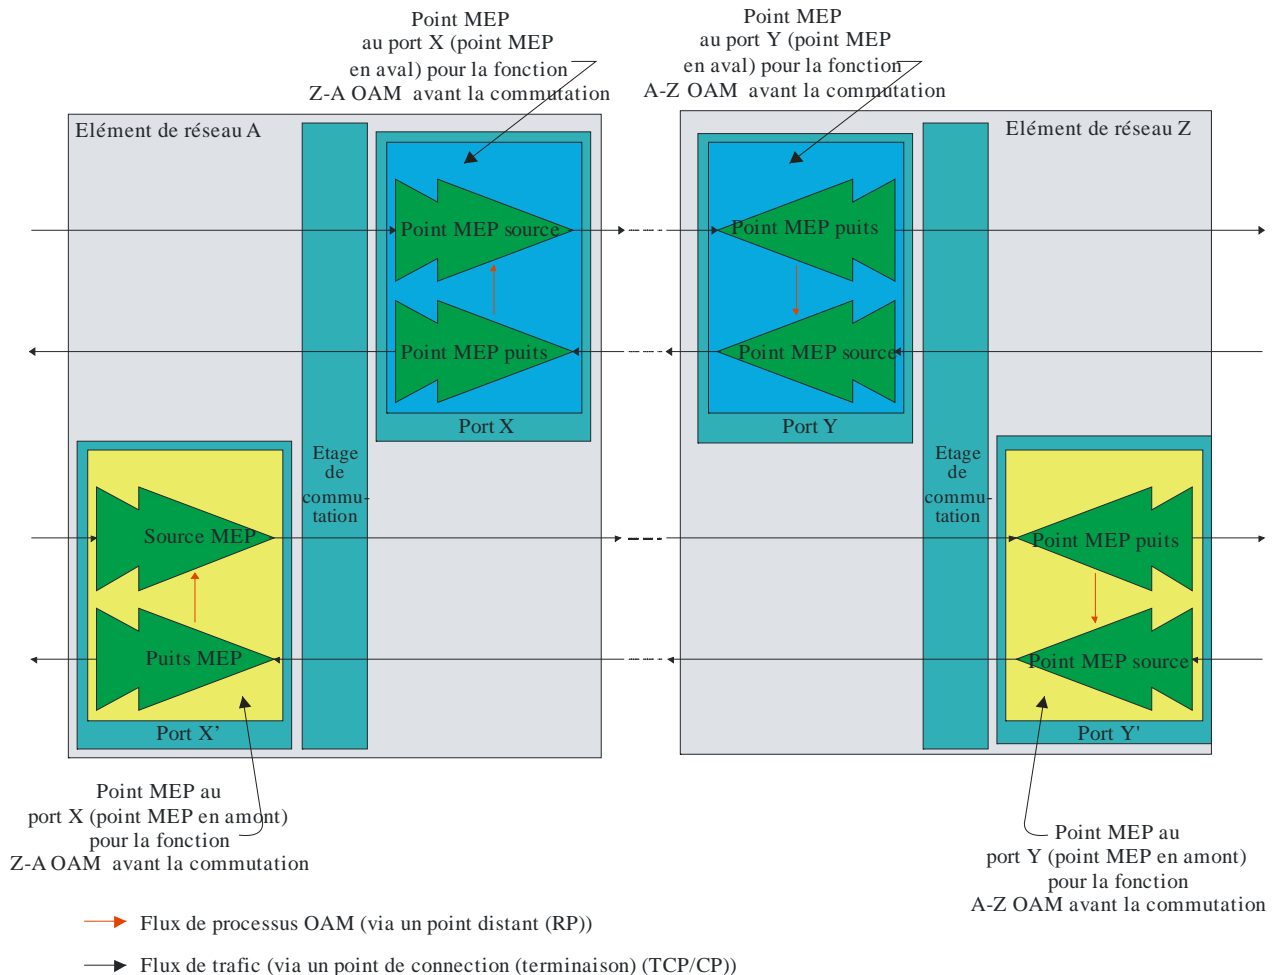 Point MEP
au port X (point MEP
en aval) pour la fonction
Z-A OAM avant la commutation
Point MEP
au port Y (point MEP
en aval) pour la fonction
A-Z OAM avant la commutation
Elément de réseau A
Elément de réseau Z
Point MEP source
Point MEP puits
Port X
Point MEP puits
Point MEP source
Port Y
Etage
de
commu-
tation
Etage
de
commu-
tation
Source MEP
Puits MEP
Port X’
Point MEP puits
Point MEP source
Port Y'
Point MEP au
port X (point MEP en amont)
pour la fonction
Z-A OAM avant la commutation
Point MEP au
port Y (point MEP en amont)
pour la fonction
A-Z OAM avant la commutation
Flux de processus OAM (via un point distant (RP))
Flux de trafic (via un point de connection (terminaison) (TCP/CP))